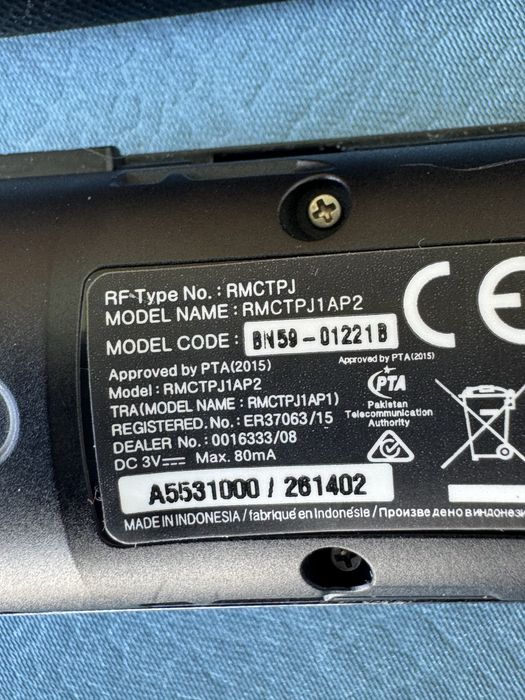 RF Type No. : RMCTPJ
MODEL NAME : RMCTPJ1AP2
MODEL CODE : BN59-01221B
Approved by PTA(2015)
Model : RMCTPJ1AP2
TRA(MODEL NAME : RMCTPJ1AP1)
REGISTERED. No. : ER37063/15
DEALER No. : 0016333/08
DC 3V⎓ Max. 80mA
A5531000 / 261402
MADE IN INDONESIA / fabriqué en Indonésie / Произведено в индонези
CE
Approved by PTA(2015)
PTA
Pakistan
Telecommunication
Authority